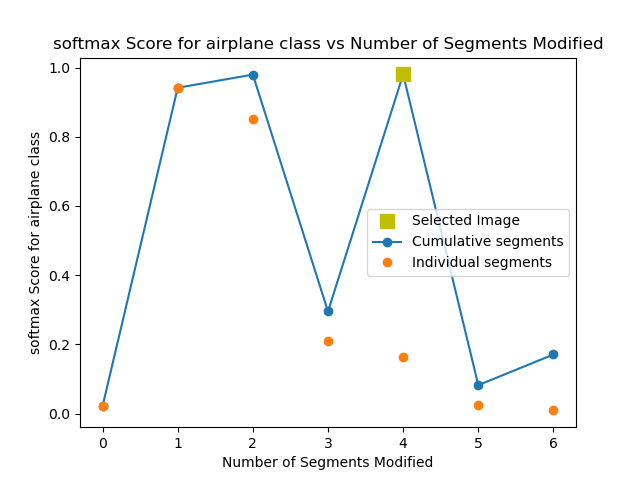 softmax Score for airplane class vs Number of Segments Modified
softmax Score for airplane class
1.0
0.8
0.6
0.4
0.2
0.0
Selected Image
Cumulative segments
Individual segments
0 1 2 3 4 5 6
Number of Segments Modified